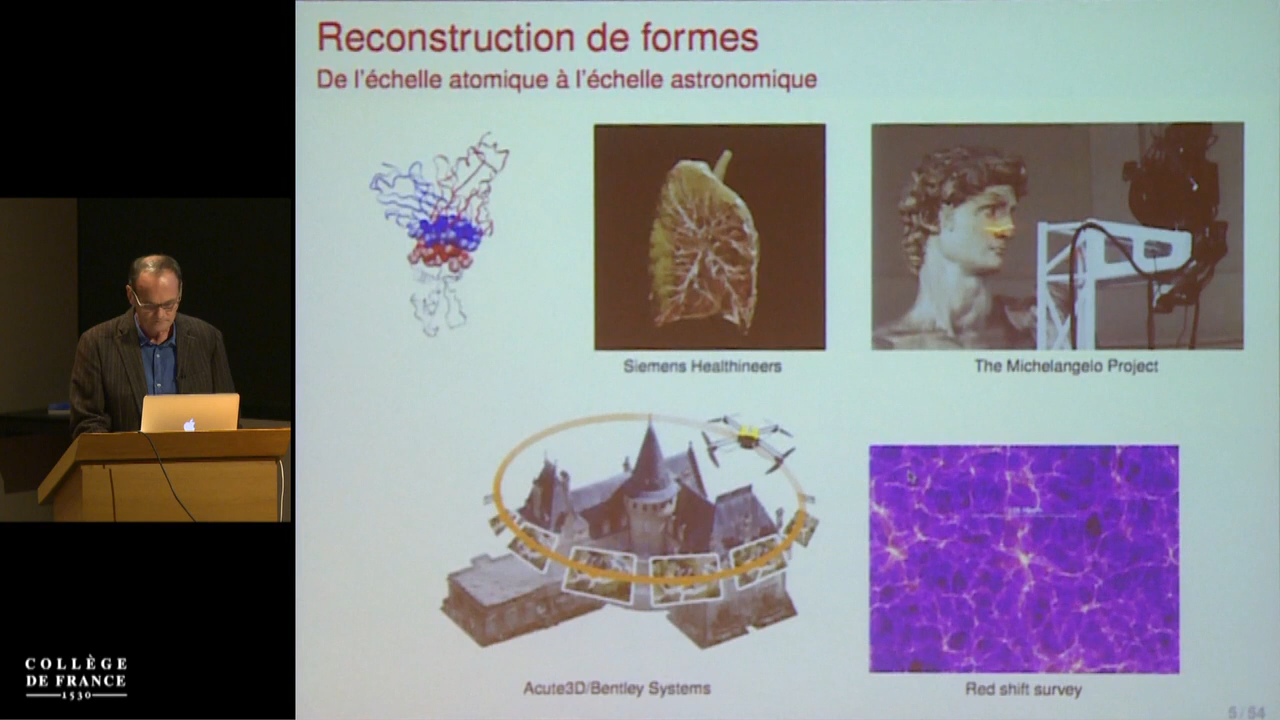 Reconstruction de formes
De l'échelle atomique à l'échelle astronomique
Siemens Healthineers
The Michelangelo Project
Acute3D/Bentley Systems
Red shift survey
5 / 54
COLLÈGE
DE FRANCE
1530